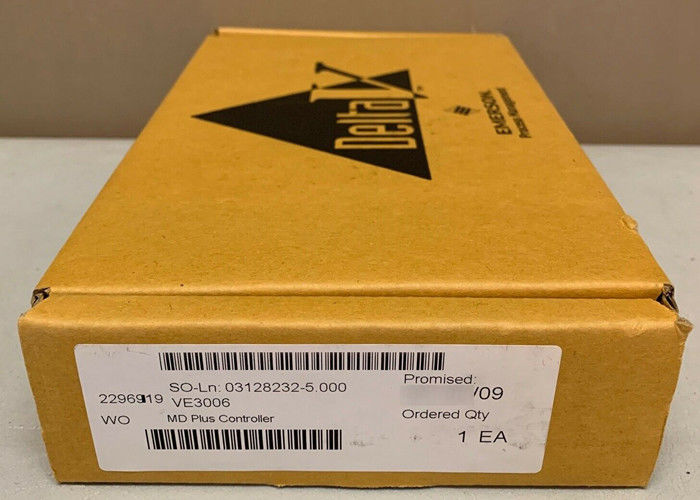 DeltaV™
EMERSON
Process Management
SO-Ln: 03128232-5.000
Promised:
/09
VE3006
WO
MD Plus Controller
Ordered Qty
1 EA